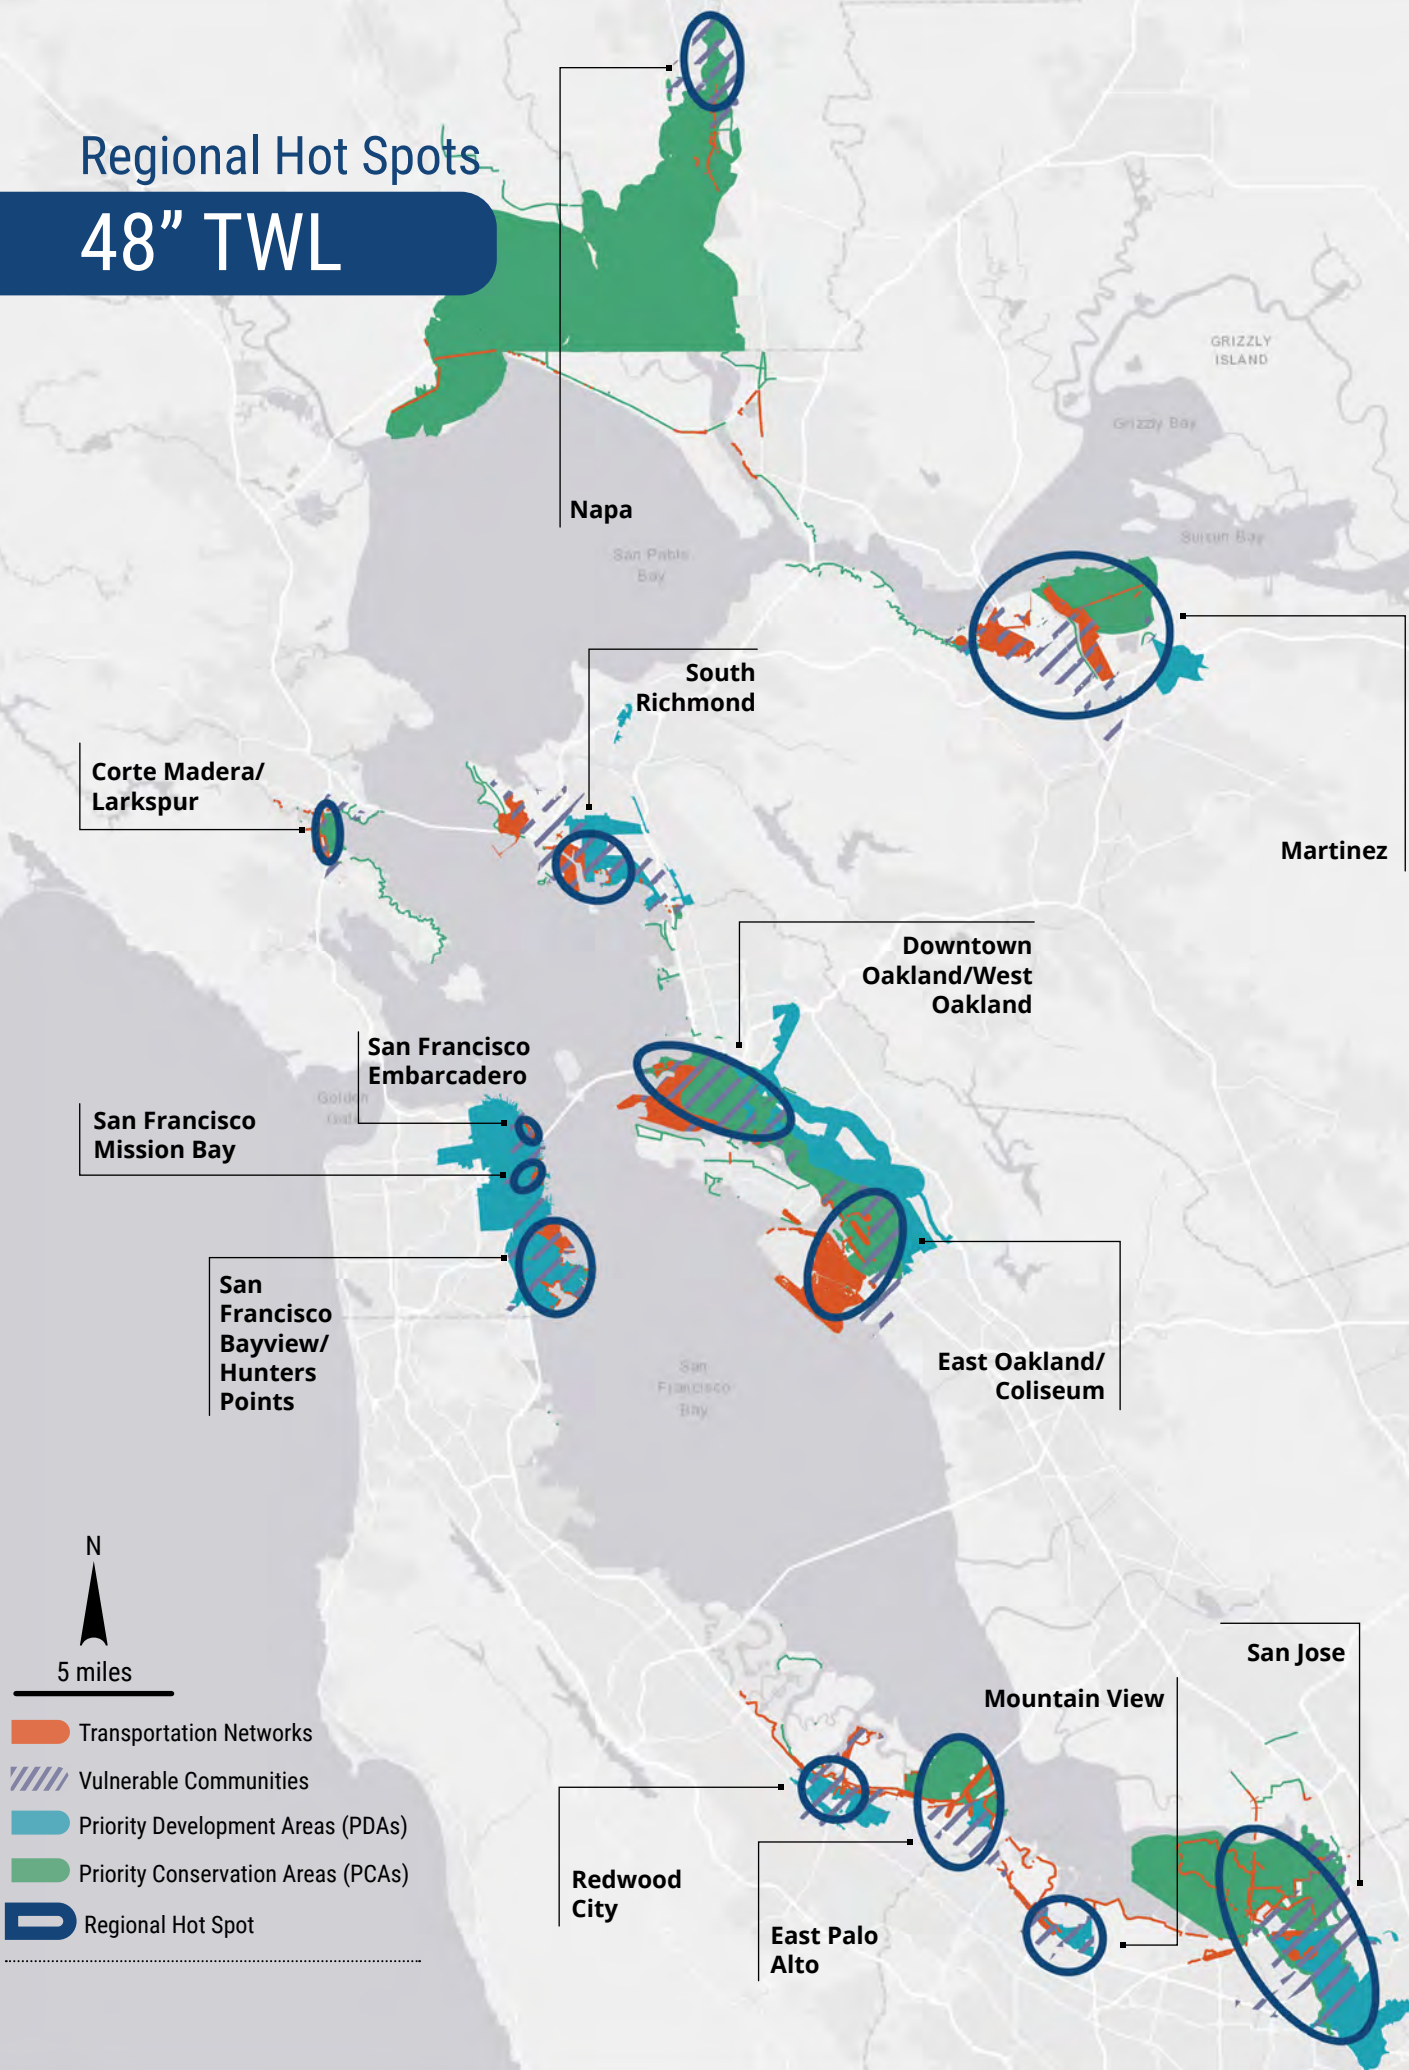 Regional Hot Spots
48” TWL
GRIZZLY
ISLAND
Grizzly Bay
Suisun Bay
Napa
San Pablo
Bay
South
Richmond
Corte Madera/
Larkspur
Martinez
Downtown
Oakland/West
Oakland
San Francisco
Embarcadero
Golden
Gate
San Francisco
Mission Bay
San
Francisco
Bayview/
Hunters
Points
East Oakland/
Coliseum
San
Francisco
Bay
N
5 miles
San Jose
Mountain View
Transportation Networks
Vulnerable Communities
Priority Development Areas (PDAs)
Priority Conservation Areas (PCAs)
Regional Hot Spot
Redwood
City
East Palo
Alto